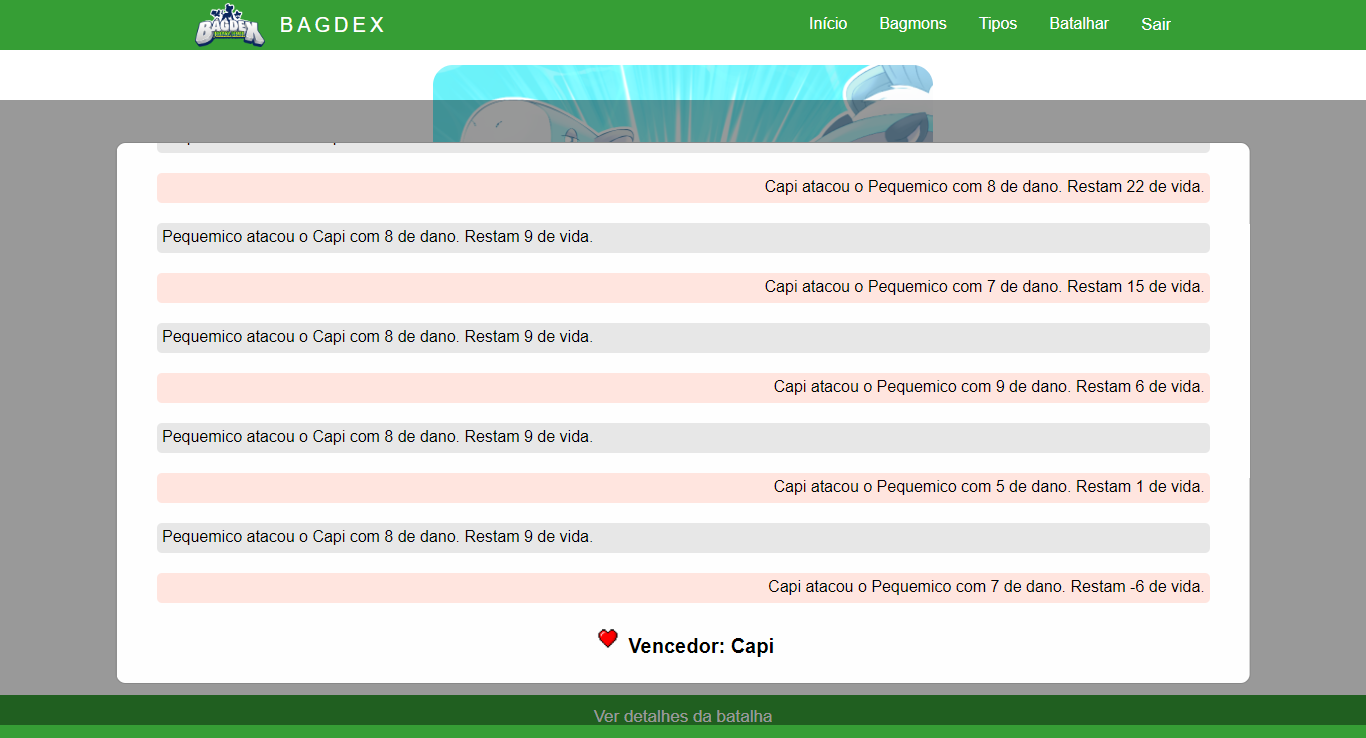 BAGDEX
BAGDEX
Início
Bagmons
Tipos
Batalhar
Sair
Capi atacou o Pequemico com 8 de dano. Restam 22 de vida.
Pequemico atacou o Capi com 8 de dano. Restam 9 de vida.
Capi atacou o Pequemico com 7 de dano. Restam 15 de vida.
Pequemico atacou o Capi com 8 de dano. Restam 9 de vida.
Capi atacou o Pequemico com 9 de dano. Restam 6 de vida.
Pequemico atacou o Capi com 8 de dano. Restam 9 de vida.
Capi atacou o Pequemico com 5 de dano. Restam 1 de vida.
Pequemico atacou o Capi com 8 de dano. Restam 9 de vida.
Capi atacou o Pequemico com 7 de dano. Restam -6 de vida.
Vencedor: Capi
Ver detalhes da batalha